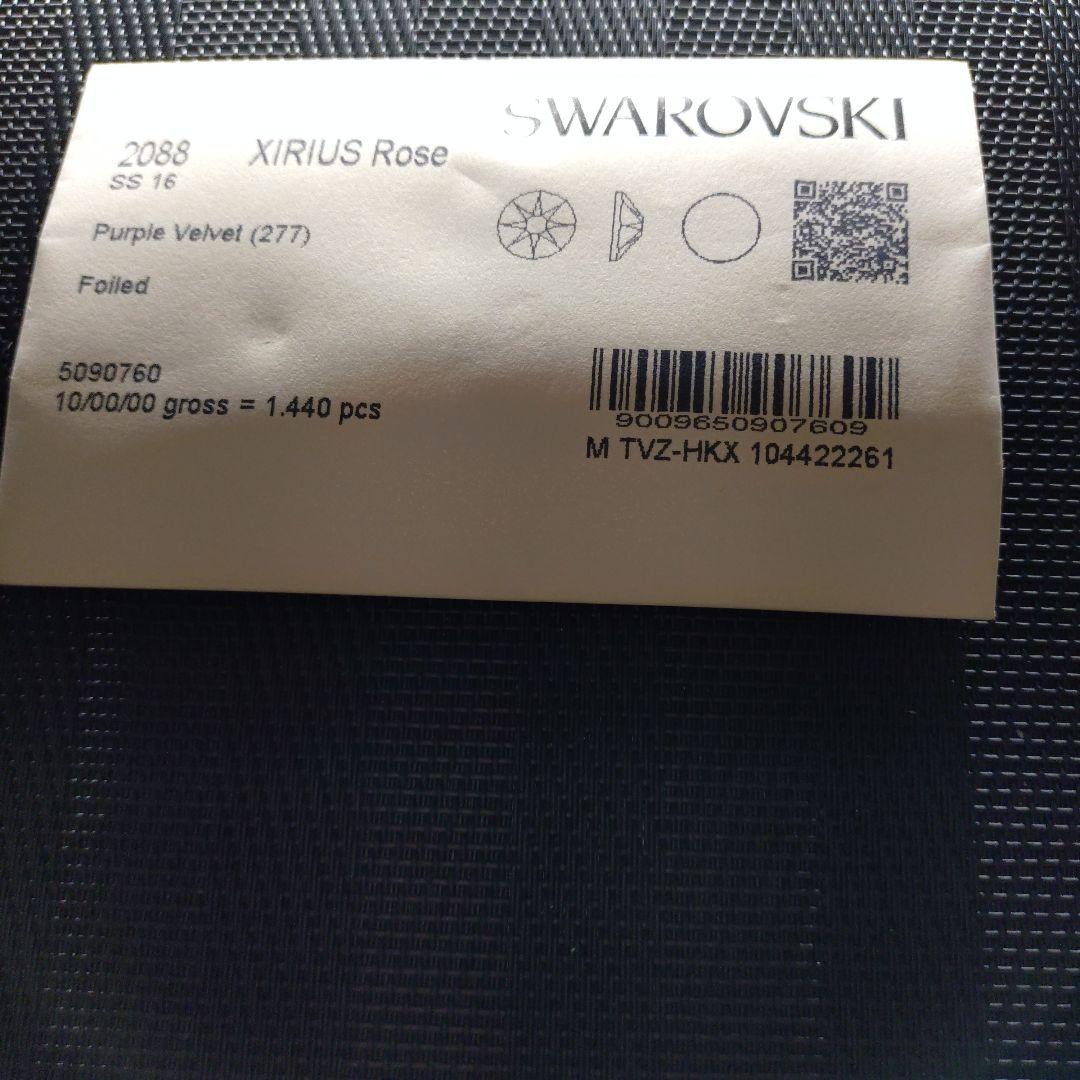 SWAROVSKI
2088 XIRIUS Rose
SS 16
Purple Velvet (277)
Foiled
5090760
10/00/00 gross = 1.440 pcs
9009650907609
M TVZ-HKX 104422261